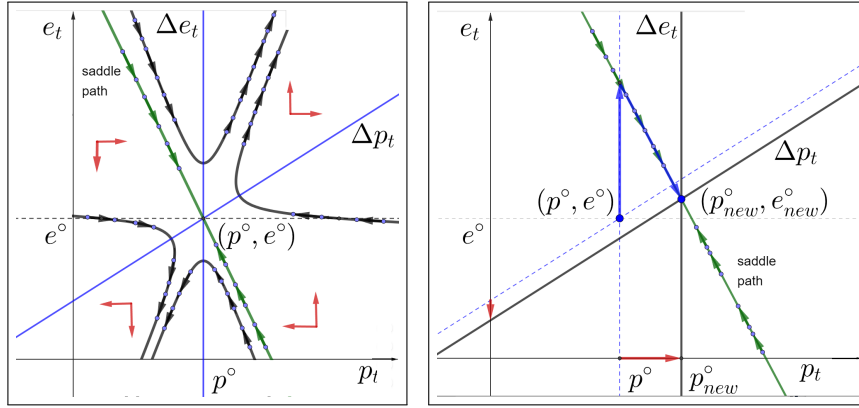 e_t
Δe_t
saddle
path
Δp_t
e°
(p°, e°)
p_t
p°
e_t
Δe_t
Δp_t
(p°, e°)
(p°_new, e°_new)
e°
saddle
path
p_t
p°
p°_new